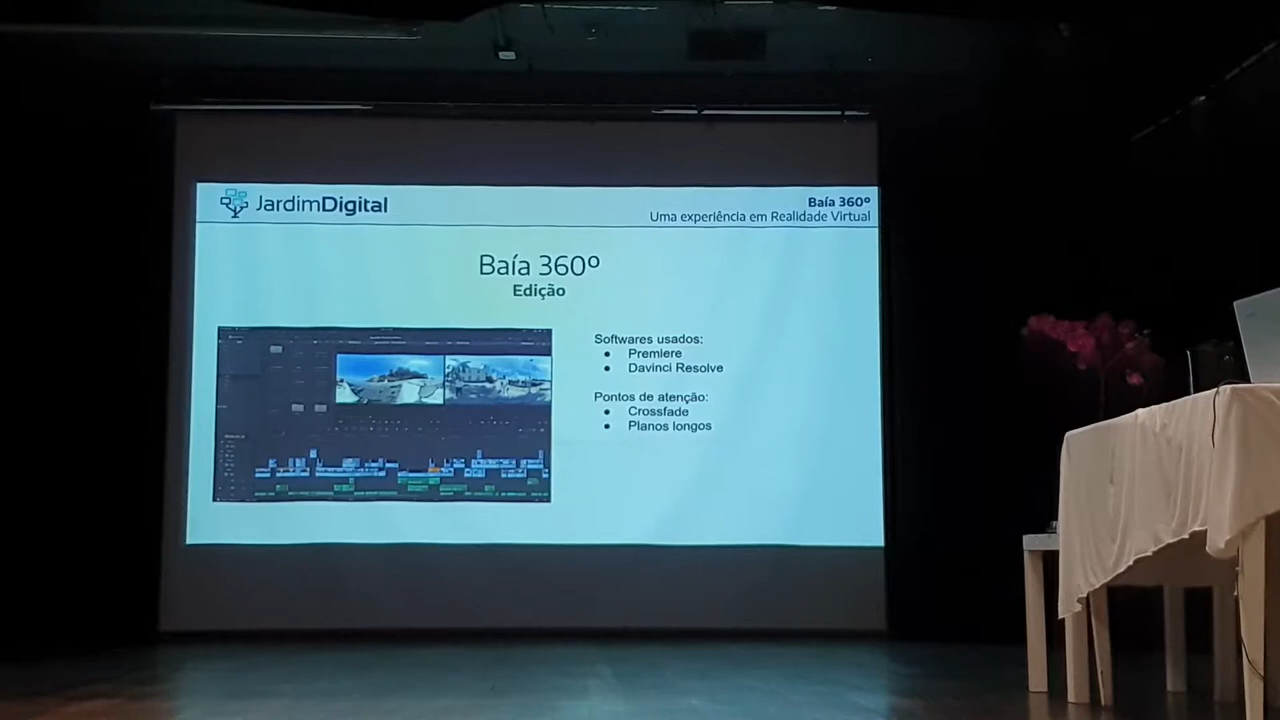 JardimDigital
Baía 360º
Uma experiência em Realidade Virtual
Baía 360º
Edição
Softwares usados:
● Premiere
● Davinci Resolve
Pontos de atenção:
● Crossfade
● Planos longos